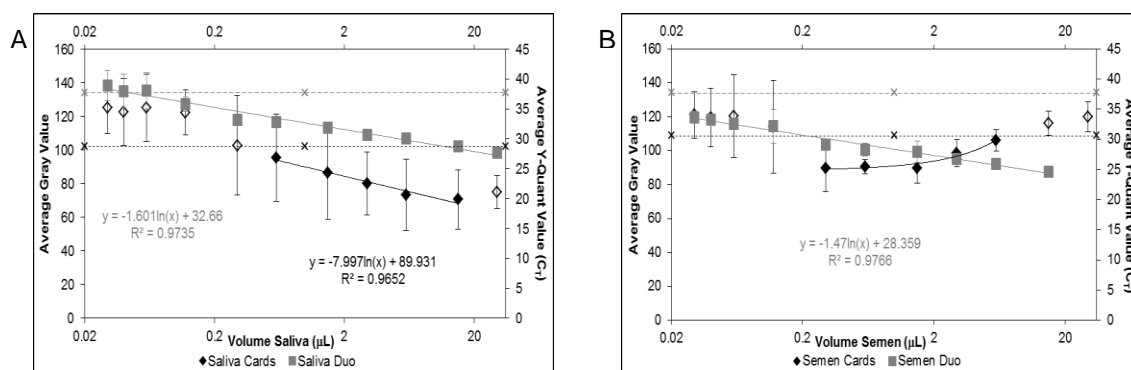 A
0.02 0.2 2 20
160 45
140 40
120 35
100 30
80 25
60 20
40 15
20 10
0 5
0
Average Gray Value
Average Y-Quant Value (CT)
y = -1.601ln(x) + 32.66
R² = 0.9735
y = -7.997ln(x) + 89.931
R² = 0.9652
0.02 0.2 2 20
Volume Saliva (µL)
◆Saliva Cards ■Saliva Duo
B
0.02 0.2 2 20
160 45
140 40
120 35
100 30
80 25
60 20
40 15
20 10
0 5
0
Average Gray Value
Average Y-Quant Value (CT)
y = -1.47ln(x) + 28.359
R² = 0.9766
0.02 0.2 2 20
Volume Semen (µL)
◆Semen Cards ■Semen Duo